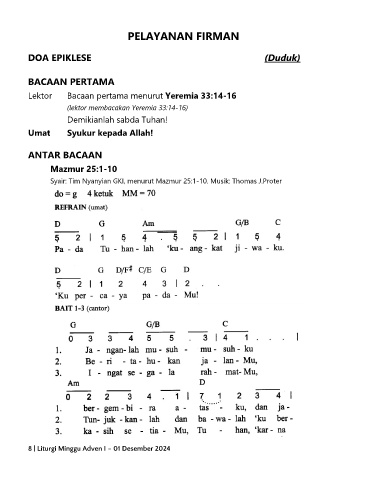 PELAYANAN FIRMAN
DOA EPIKLESE (Duduk)
BACAAN PERTAMA
Lektor Bacaan pertama menurut Yeremia 33:14-16
(lektor membacakan Yeremia 33:14-16)
Demikianlah sabda Tuhan!
Umat Syukur kepada Allah!
ANTAR BACAAN
Mazmur 25:1-10
Syair: Tim Nyanyian GKI, menurut Mazmur 25:1-10. Musik: Thomas J.Proter
do = g 4 ketuk MM = 70
REFREIN (umat)
D G Am G/B C
5 2 | 1 5 4 . 5 5 2 | 1 5 4
Pa - da Tu - han - lah 'ku - ang - kat ji - wa - ku.
D G D/F# C/E G D
5 2 | 1 2 4 3 | 2 . .
'Ku per - ca - ya pa - da - Mu!
BAIT 1-3 (cantor)
G G/B C
0 3 3 4 5 5 . 3 | 4 1 . . . |
1. Ja - ngan- lah mu - suh - mu - suh - ku
2. Be - ri - ta - hu - kan ja - lan - Mu,
3. I - ngat se - ga - la rah - mat- Mu,
Am D
0 2 2 3 4 . 1 | 7 1 2 3 4 |
1. ber - gem - bi - ra a - tas - ku, dan ja -
2. Tun- juk - kan - lah dan ba - wa - lah 'ku ber -
3. ka - sih se - tia - Mu, Tu - han, 'kar - na
8 | Liturgi Minggu Adven I – 01 Desember 2024